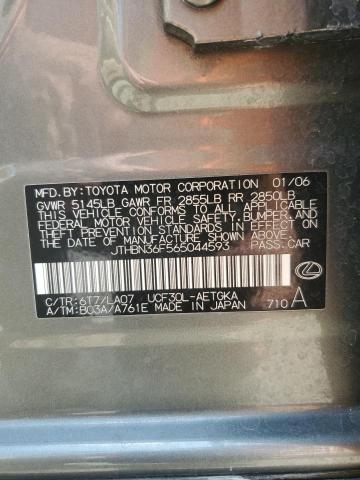 MFD.BY:TOYOTA MOTOR CORPORATION 01/06
GVWR 5145LB GAWR FR 2855LB RR 2850LB
THIS VEHICLE CONFORMS TO ALL APPLICABLE
FEDERAL MOTOR VEHICLE SAFETY,BUMPER,AND
THEFT PREVENTION STANDARDS IN EFFECT ON
THE DATE OF MANUFACTURE SHOWN ABOVE.
JTHBN36F565044593 PASS.CAR
C/TR:6T7/LA07 UCF30L-AETGKA
A/TM:B03A/A761E MADE IN JAPAN .710 A